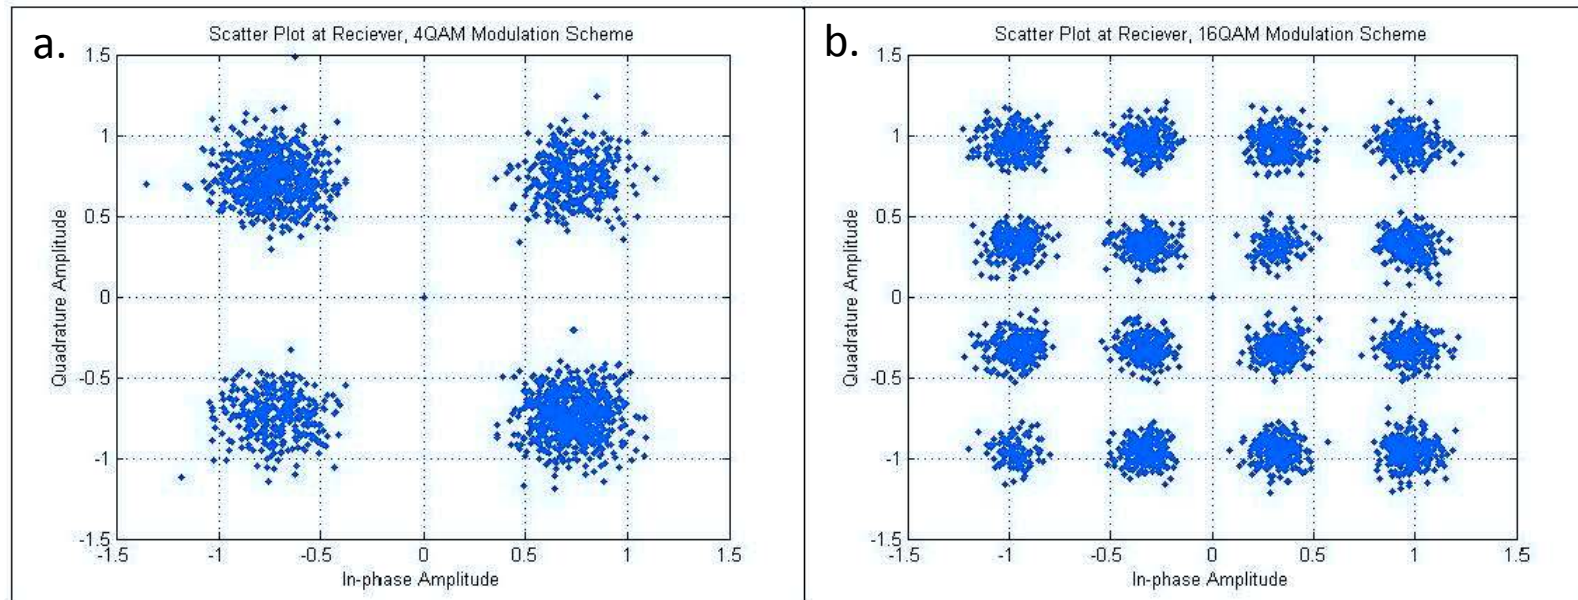 a.
Scatter Plot at Reciever, 4QAM Modulation Scheme
1.5
1
0.5
0
-0.5
-1
-1.5
Quadrature Amplitude
-1.5 -1 -0.5 0 0.5 1 1.5
In-phase Amplitude
b.
Scatter Plot at Reciever, 16QAM Modulation Scheme
1.5
1
0.5
0
-0.5
-1
-1.5
Quadrature Amplitude
-1.5 -1 -0.5 0 0.5 1 1.5
In-phase Amplitude